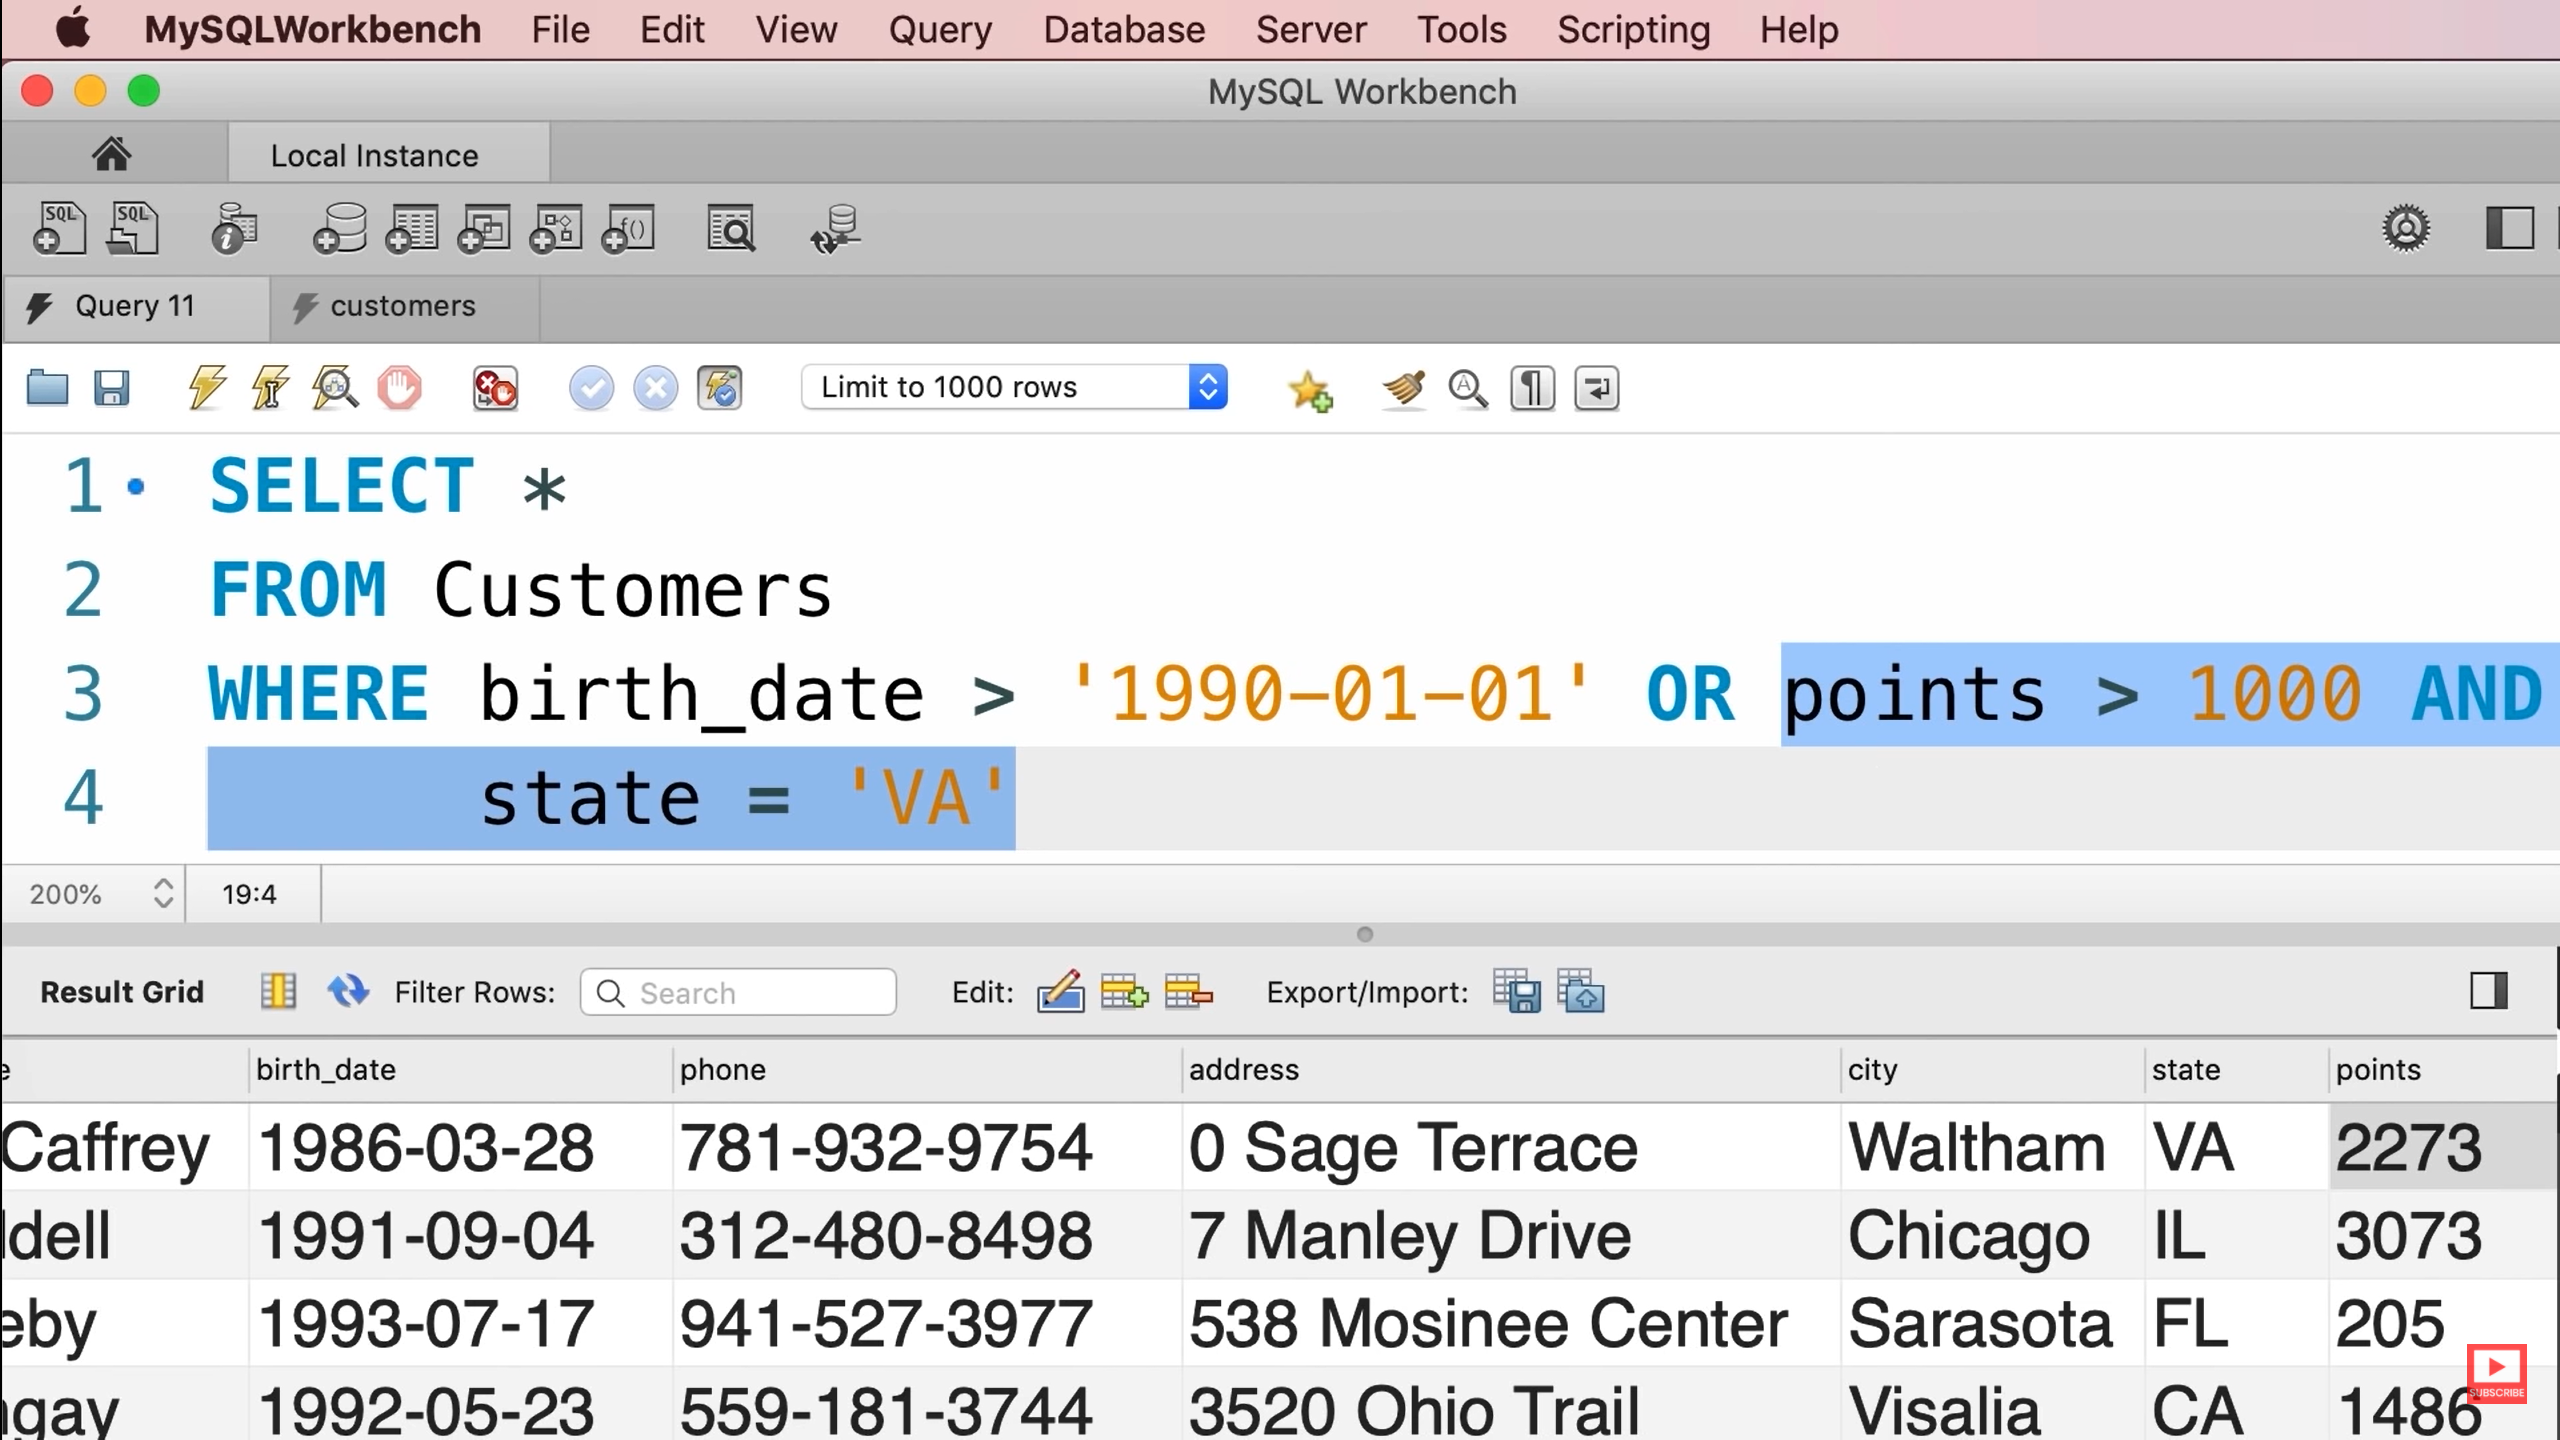 MySQLWorkbench File Edit View Query Database Server Tools Scripting Help
MySQL Workbench
Local Instance
SQL SQL i f()
Query 11 customers
Limit to 1000 rows
1 SELECT *
2 FROM Customers
3 WHERE birth_date > '1990-01-01' OR points > 1000 AND
4 state = 'VA'
200% 19:4
Result Grid Filter Rows: Search Edit: Export/Import:
e birth_date phone address city state points
Caffrey 1986-03-28 781-932-9754 0 Sage Terrace Waltham VA 2273
dell 1991-09-04 312-480-8498 7 Manley Drive Chicago IL 3073
eby 1993-07-17 941-527-3977 538 Mosinee Center Sarasota FL 205
gay 1992-05-23 559-181-3744 3520 Ohio Trail Visalia CA 1486
SUBSCRIBE